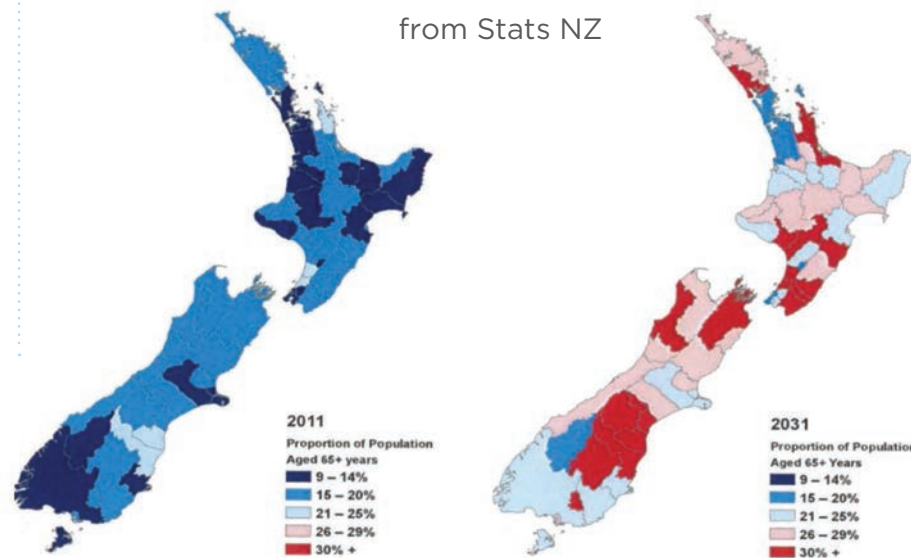 from Stats NZ
2011
Proportion of Population
Aged 65+ years
9 – 14%
15 – 20%
21 – 25%
26 – 29%
30% +
2031
Proportion of Population
Aged 65+ Years
9 – 14%
15 – 20%
21 – 25%
26 – 29%
30% +